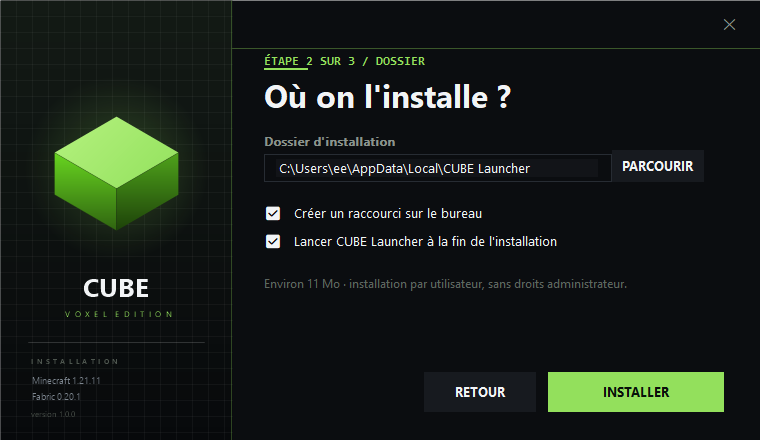 CUBE
VOXEL EDITION
INSTALLATION
Minecraft 1.21.11
Fabric 0.20.1
version 1.0.0
ÉTAPE 2 SUR 3 / DOSSIER
Où on l'installe ?
Dossier d'installation
C:\Users\ee\AppData\Local\CUBE Launcher
PARCOURIR
Créer un raccourci sur le bureau
Lancer CUBE Launcher à la fin de l'installation
Environ 11 Mo · installation par utilisateur, sans droits administrateur.
RETOUR
INSTALLER